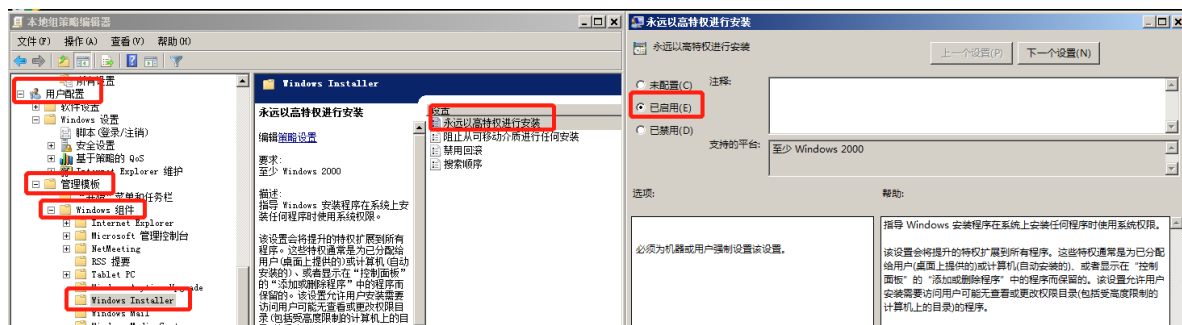 本地组策略编辑器
文件(F) 操作(A) 查看(V) 帮助(H)
所有设置
用户配置
软件设置
Windows 设置
脚本(登录/注销)
安全设置
基于策略的 QoS
Internet Explorer 维护
管理模板
“开始”菜单和任务栏
Windows 组件
Internet Explorer
Microsoft 管理控制台
NetMeeting
RSS 提要
Tablet PC
Windows Anytime Upgrade
Windows Installer
Windows Mail
Windows Installer
永远以高特权进行安装
编辑策略设置
要求:
至少 Windows 2000
描述:
指导 Windows 安装程序在系统上安
装任何程序时使用系统权限。
该设置会将提升的特权扩展到所有
程序。这些特权通常是为已分配给
用户(桌面上提供的)或计算机(自动
安装的)、或者显示在“控制面板”
的“添加或删除程序”中的程序而
保留的。该设置允许用户安装需要
访问用户可能无查看或更改权限目
录(包括受高度限制的计算机上的目
设置
永远以高特权进行安装
阻止从可移动介质进行任何安装
禁用回滚
搜索顺序
永远以高特权进行安装
永远以高特权进行安装
上一个设置(P)
下一个设置(N)
未配置(C)
注释:
已启用(E)
已禁用(D)
支持的平台:
至少 Windows 2000
选项:
帮助:
必须为机器或用户强制设置该设置。
指导 Windows 安装程序在系统上安装任何程序时使用系统权限。
该设置会将提升的特权扩展到所有程序。这些特权通常是为已分配
给用户(桌面上提供的)或计算机(自动安装的)、或者显示在“控制
面板”的“添加或删除程序”中的程序而保留的。该设置允许用户
安装需要访问用户可能无查看或更改权限目录(包括受高度限制的
计算机上的目录)的程序。